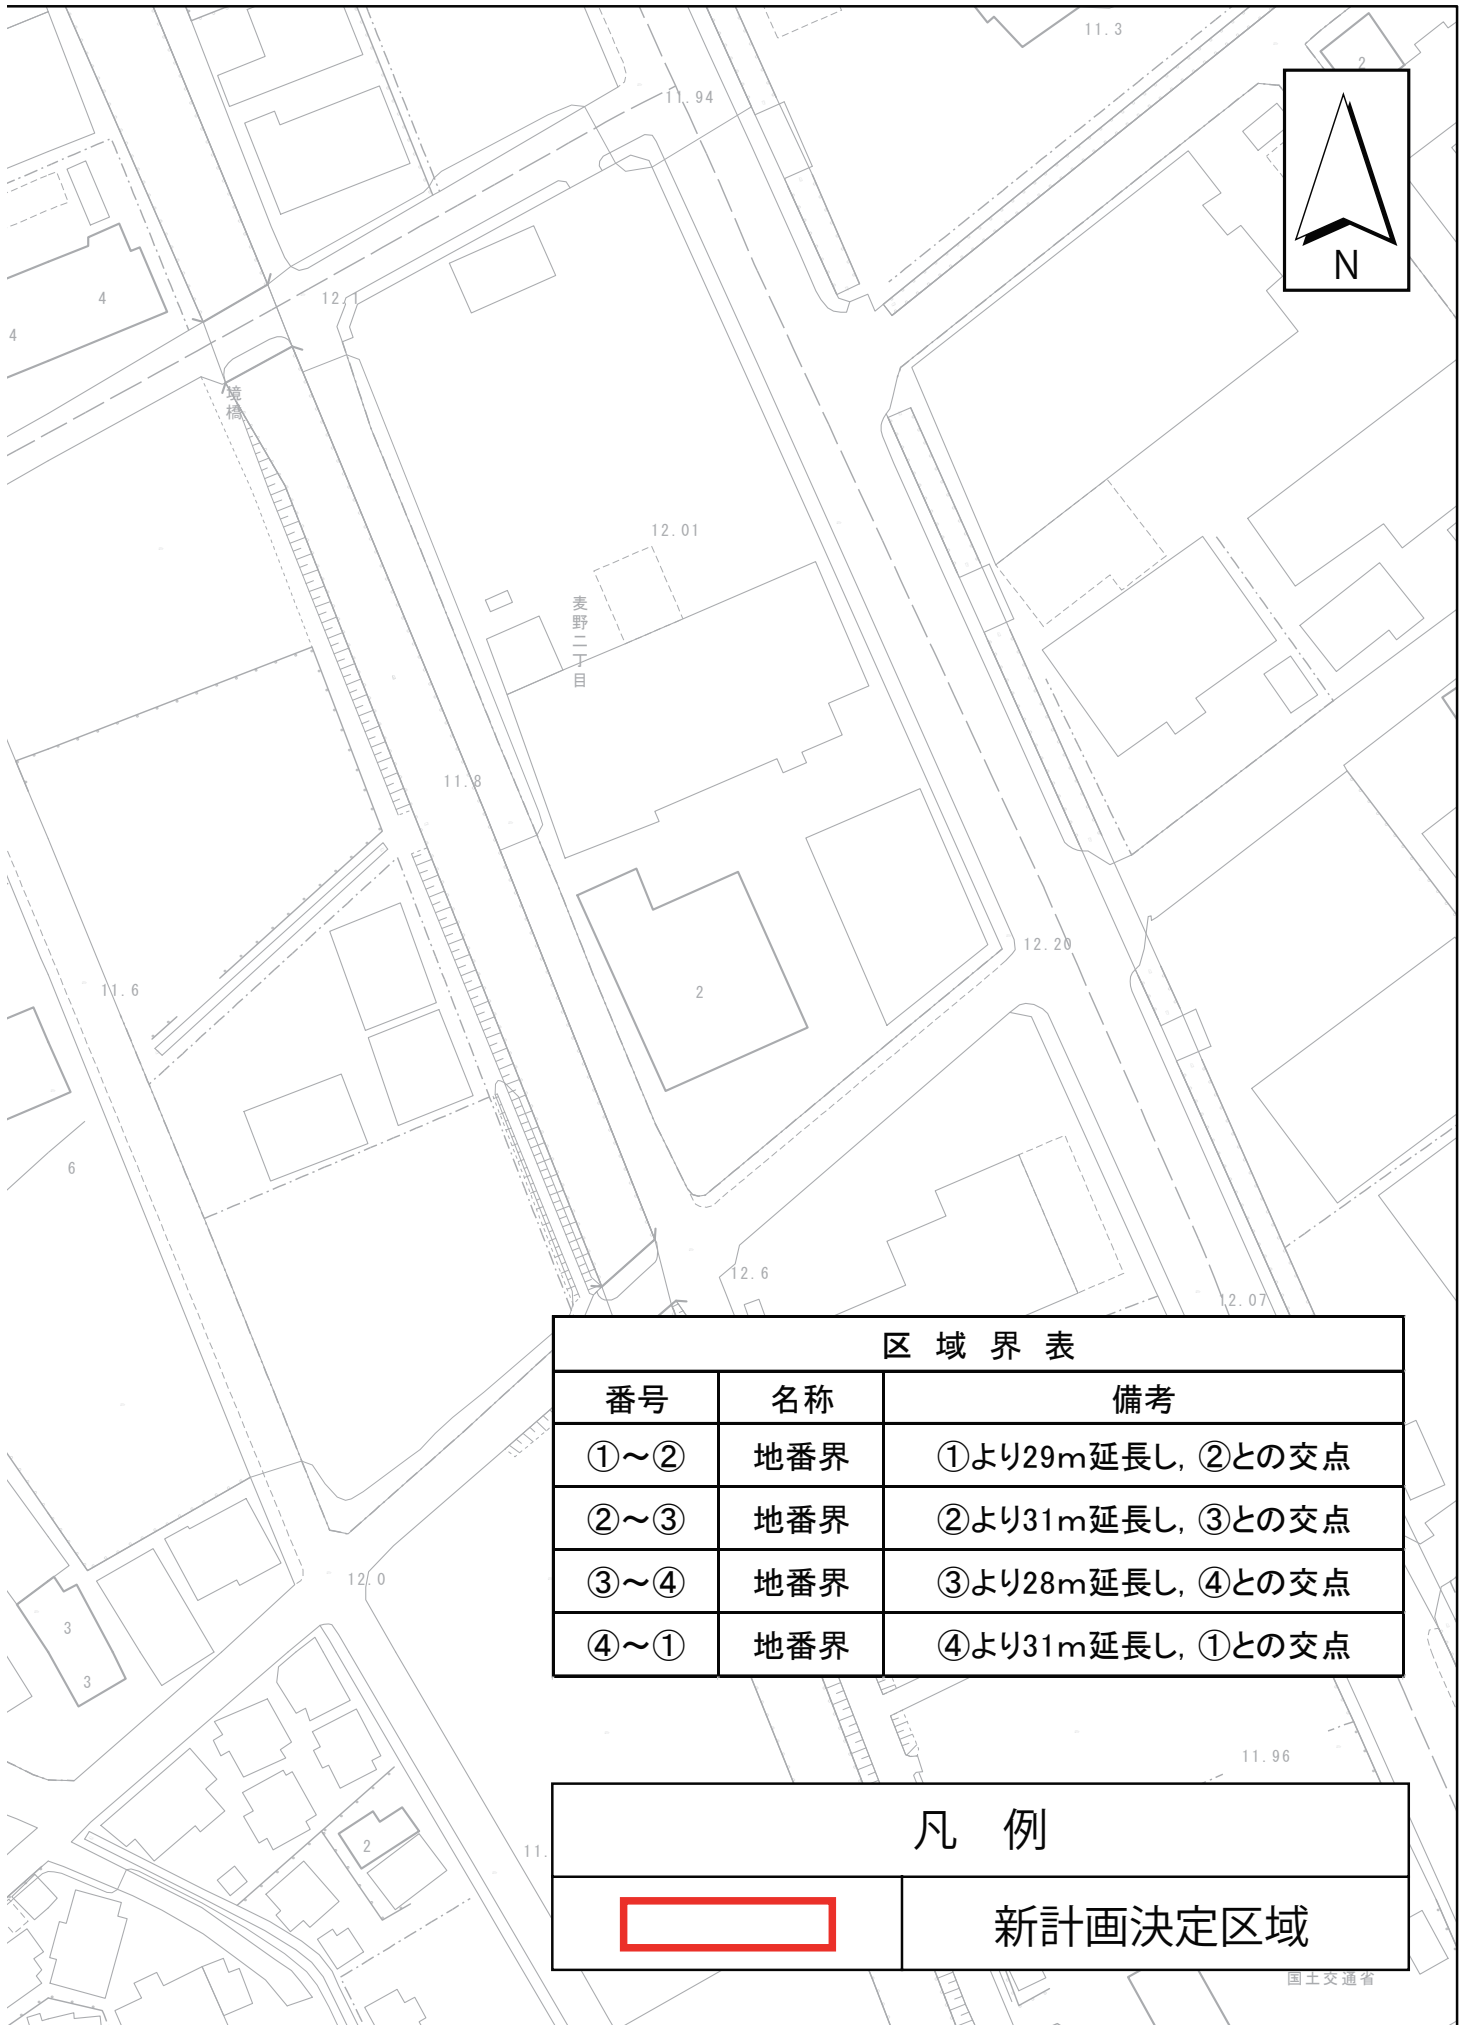 11.3
2
11.94
N
4
12.1
4
境橋
12.01
麦野二丁目
11.8
12.20
11.6
2
6
12.6
12.07
区域界表
番号 名称 備考
①～② 地番界 ①より29m延長し,②との交点
②～③ 地番界 ②より31m延長し,③との交点
③～④ 地番界 ③より28m延長し,④との交点
④～① 地番界 ④より31m延長し,①との交点
12.0
3
3
11.96
凡例
2
11.
新計画決定区域
国土交通省